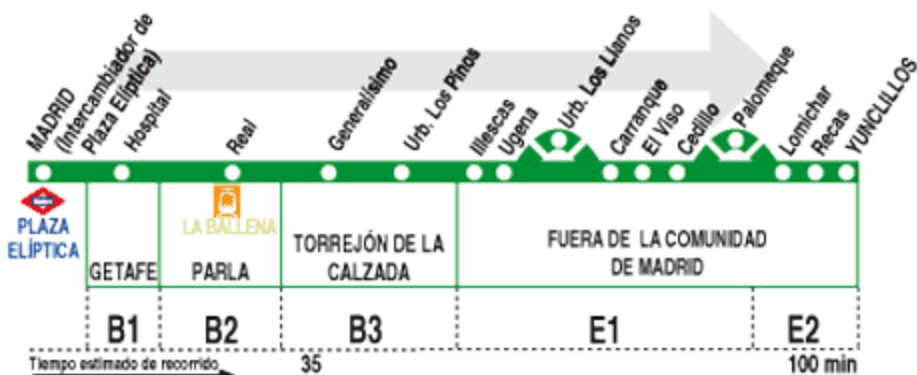 MADRID
(Intercambiador de
Plaza Elíptica)
Hospital
Real
Generalísimo
Urb. Los Pinos
Illescas
Ugena
Urb. Los Llanos
Carranque
El Viso
Cedillo
Palomeque
Lomichar
Recas
YUNCLILLOS
PLAZA
ELÍPTICA
LA BALLENA
GETAFE
PARLA
TORREJÓN DE LA
CALZADA
FUERA DE LA COMUNIDAD
DE MADRID
B1 B2 B3 E1 E2
Tiempo estimado de recorrido 35 100 min